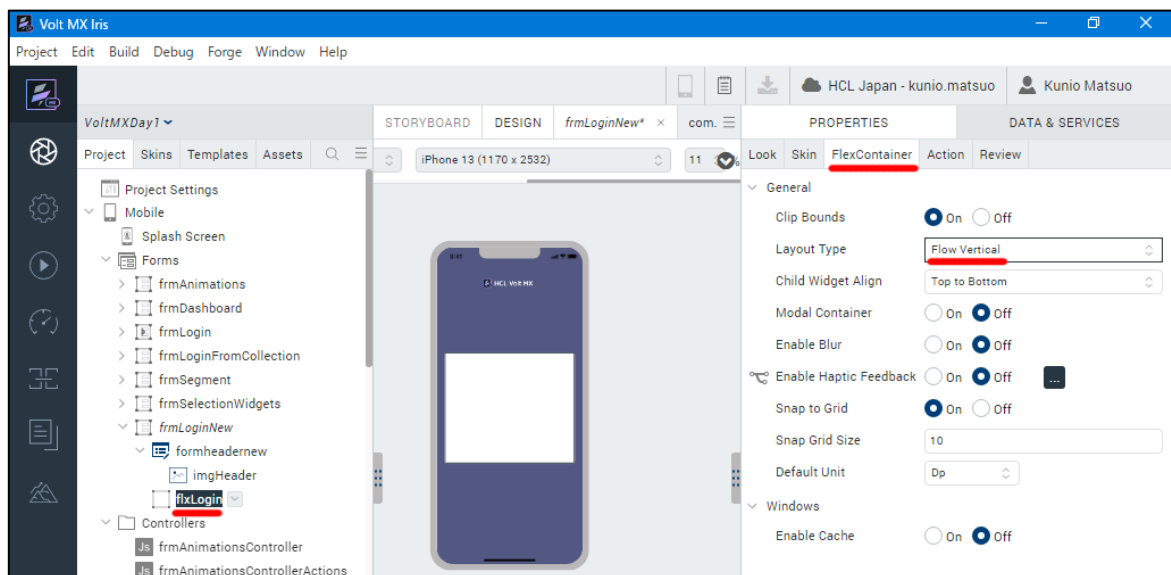 Volt MX Iris
Project Edit Build Debug Forge Window Help
HCL Japan - kunio.matsuo Kunio Matsuo
VoltMXDay1
STORYBOARD DESIGN frmLoginNew* × com.
PROPERTIES DATA & SERVICES
Project Skins Templates Assets
iPhone 13 (1170 x 2532) 11 %
Look Skin FlexContainer Action Review
Project Settings
Mobile
Splash Screen
Forms
frmAnimations
frmDashboard
frmLogin
frmLoginFromCollection
frmSegment
frmSelectionWidgets
frmLoginNew
formheadernew
imgHeader
flxLogin
Controllers
Js frmAnimationsController
Js frmAnimationsControllerActions
HCL Volt MX
General
Clip Bounds On Off
Layout Type Flow Vertical
Child Widget Align Top to Bottom
Modal Container On Off
Enable Blur On Off
Enable Haptic Feedback On Off ...
Snap to Grid On Off
Snap Grid Size 10
Default Unit Dp
Windows
Enable Cache On Off